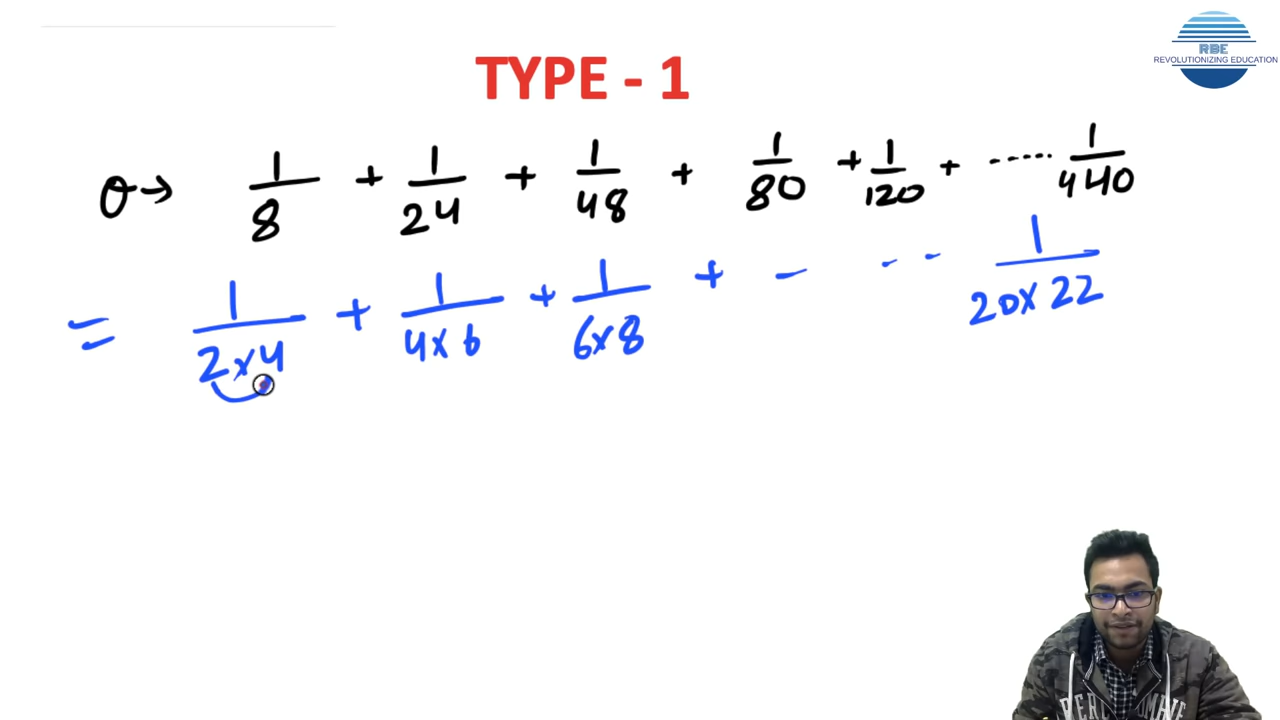 RBE
REVOLUTIONIZING EDUCATION
TYPE - 1
Q→ 1/8 + 1/24 + 1/48 + 1/80 + 1/120 + ...... 1/440
= 1/2×4 + 1/4×6 + 1/6×8 + - .. - 1/20×22